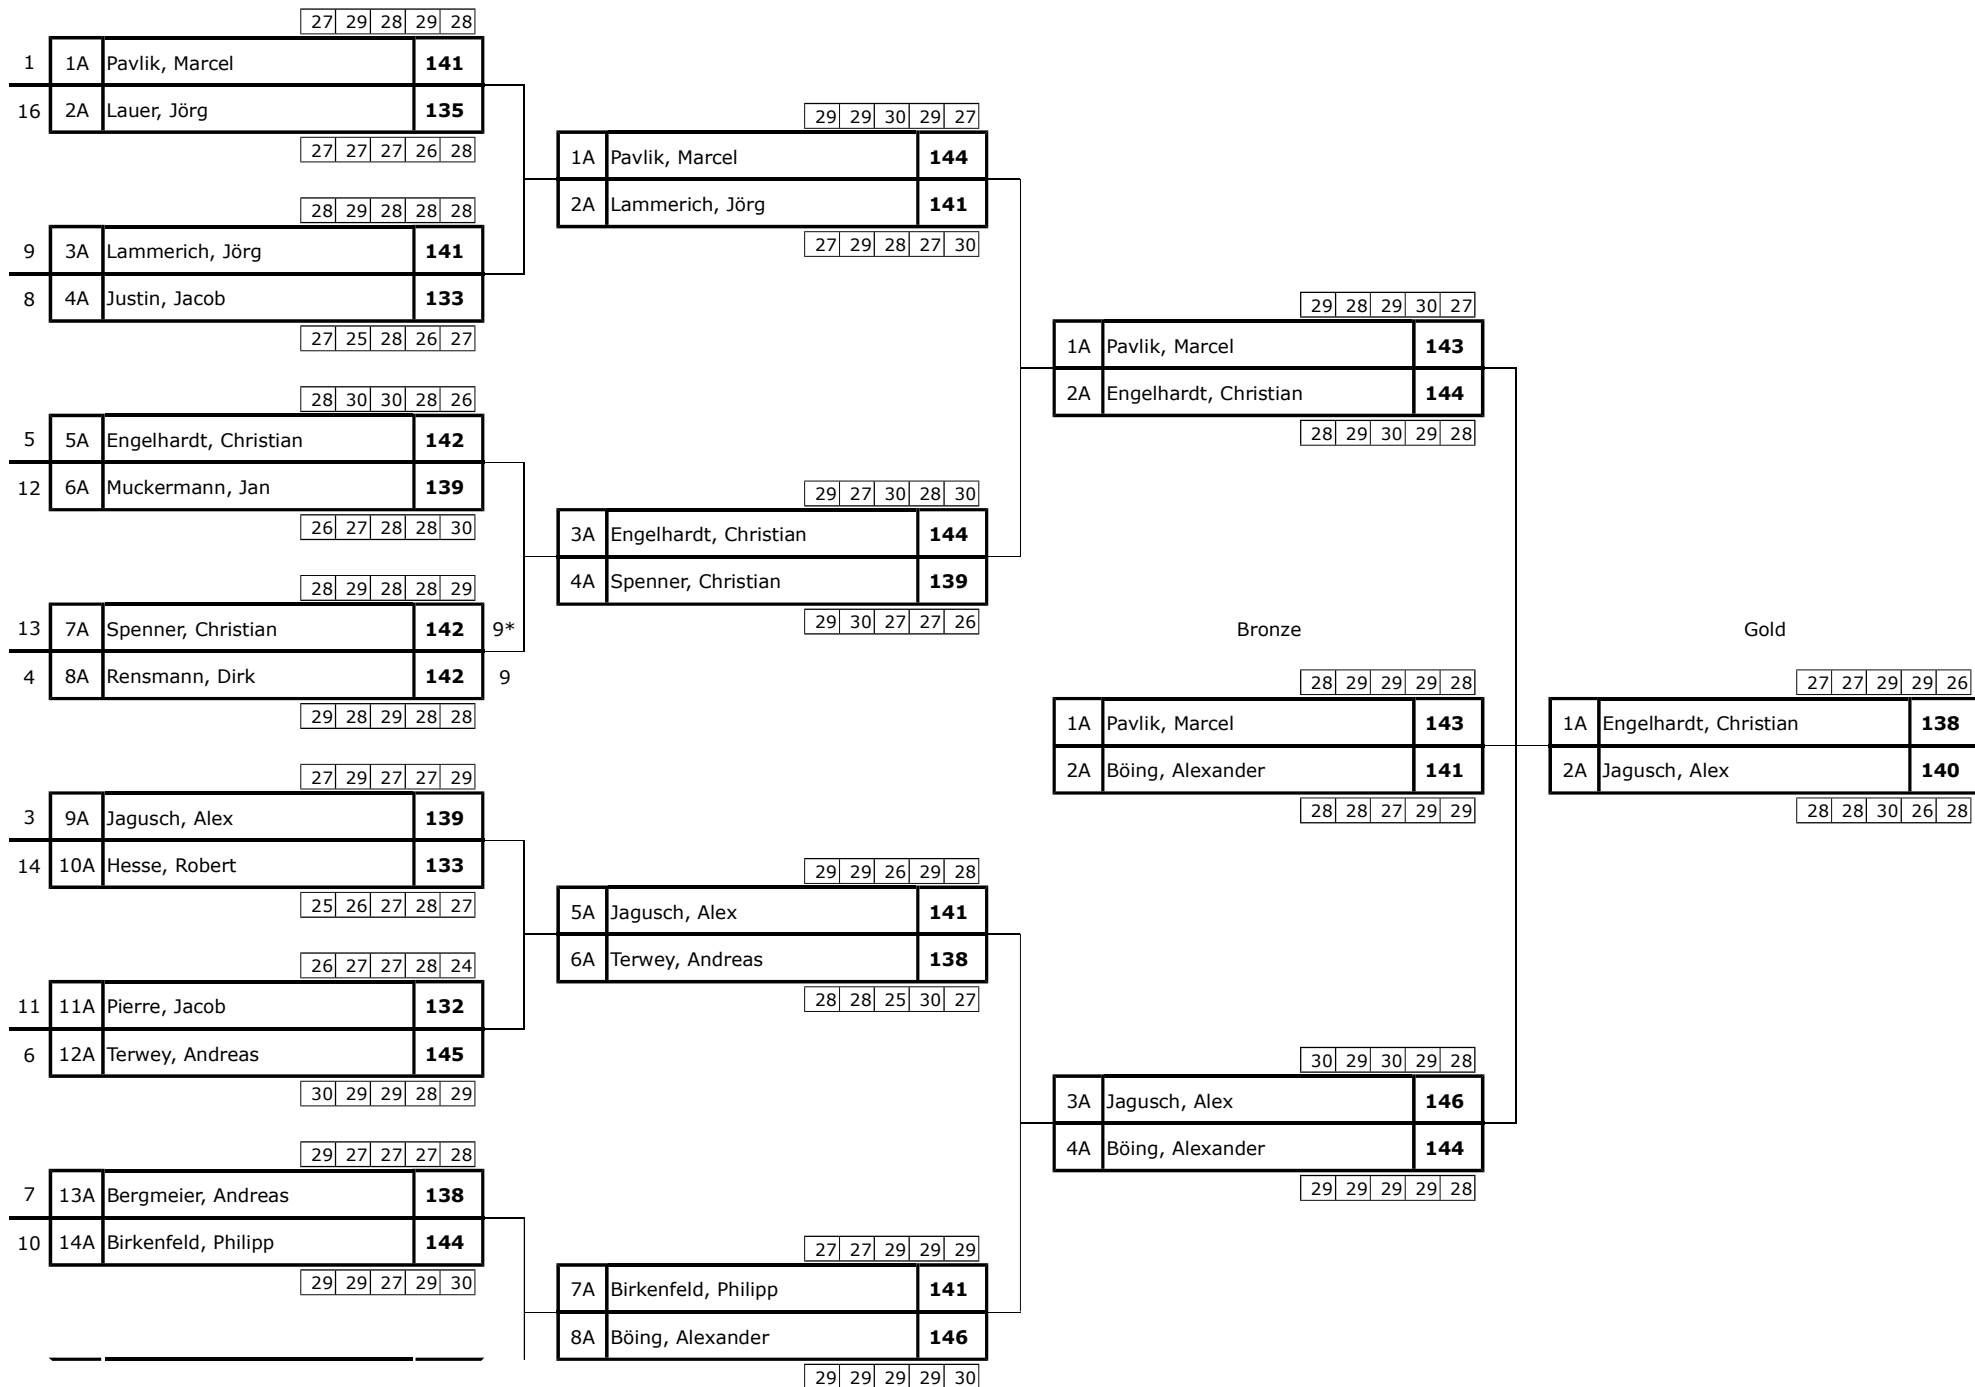 27 29 28 29 28
1 1A Pavlik, Marcel 141
16 2A Lauer, Jörg 135
27 27 27 26 28
28 29 28 28 28
9 3A Lammerich, Jörg 141
8 4A Justin, Jacob 133
27 25 28 26 27
28 30 30 28 26
5 5A Engelhardt, Christian 142
12 6A Muckermann, Jan 139
26 27 28 28 30
28 29 28 28 29
13 7A Spenner, Christian 142 9*
4 8A Rensmann, Dirk 142 9
29 28 29 28 28
27 29 27 27 29
3 9A Jagusch, Alex 139
14 10A Hesse, Robert 133
25 26 27 28 27
26 27 27 28 24
11 11A Pierre, Jacob 132
6 12A Terwey, Andreas 145
30 29 29 28 29
29 27 27 27 28
7 13A Bergmeier, Andreas 138
10 14A Birkenfeld, Philipp 144
29 29 27 29 30
29 29 30 29 27
1A Pavlik, Marcel 144
2A Lammerich, Jörg 141
27 29 28 27 30
29 27 30 28 30
3A Engelhardt, Christian 144
4A Spenner, Christian 139
29 30 27 27 26
29 29 26 29 28
5A Jagusch, Alex 141
6A Terwey, Andreas 138
28 28 25 30 27
27 27 29 29 29
7A Birkenfeld, Philipp 141
8A Böing, Alexander 146
29 29 29 29 30
29 28 29 30 27
1A Pavlik, Marcel 143
2A Engelhardt, Christian 144
28 29 30 29 28
Bronze
28 29 29 29 28
1A Pavlik, Marcel 143
2A Böing, Alexander 141
28 28 27 29 29
30 29 30 29 28
3A Jagusch, Alex 146
4A Böing, Alexander 144
29 29 29 29 28
Gold
27 27 29 29 26
1A Engelhardt, Christian 138
2A Jagusch, Alex 140
28 28 30 26 28